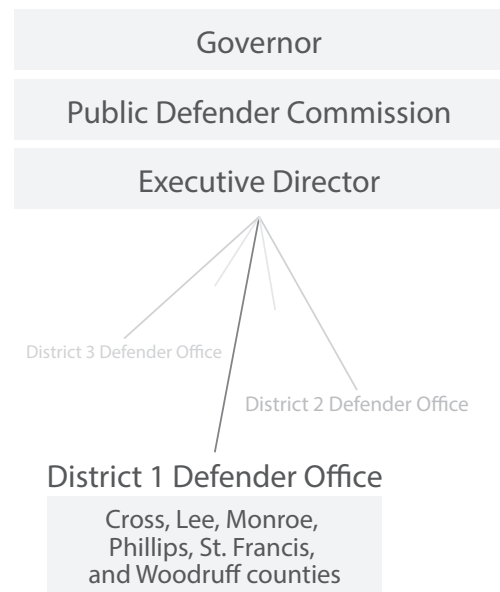 Governor
Public Defender Commission
Executive Director
District 3 Defender Office
District 2 Defender Office
District 1 Defender Office
Cross, Lee, Monroe,
Phillips, St. Francis,
and Woodruff counties